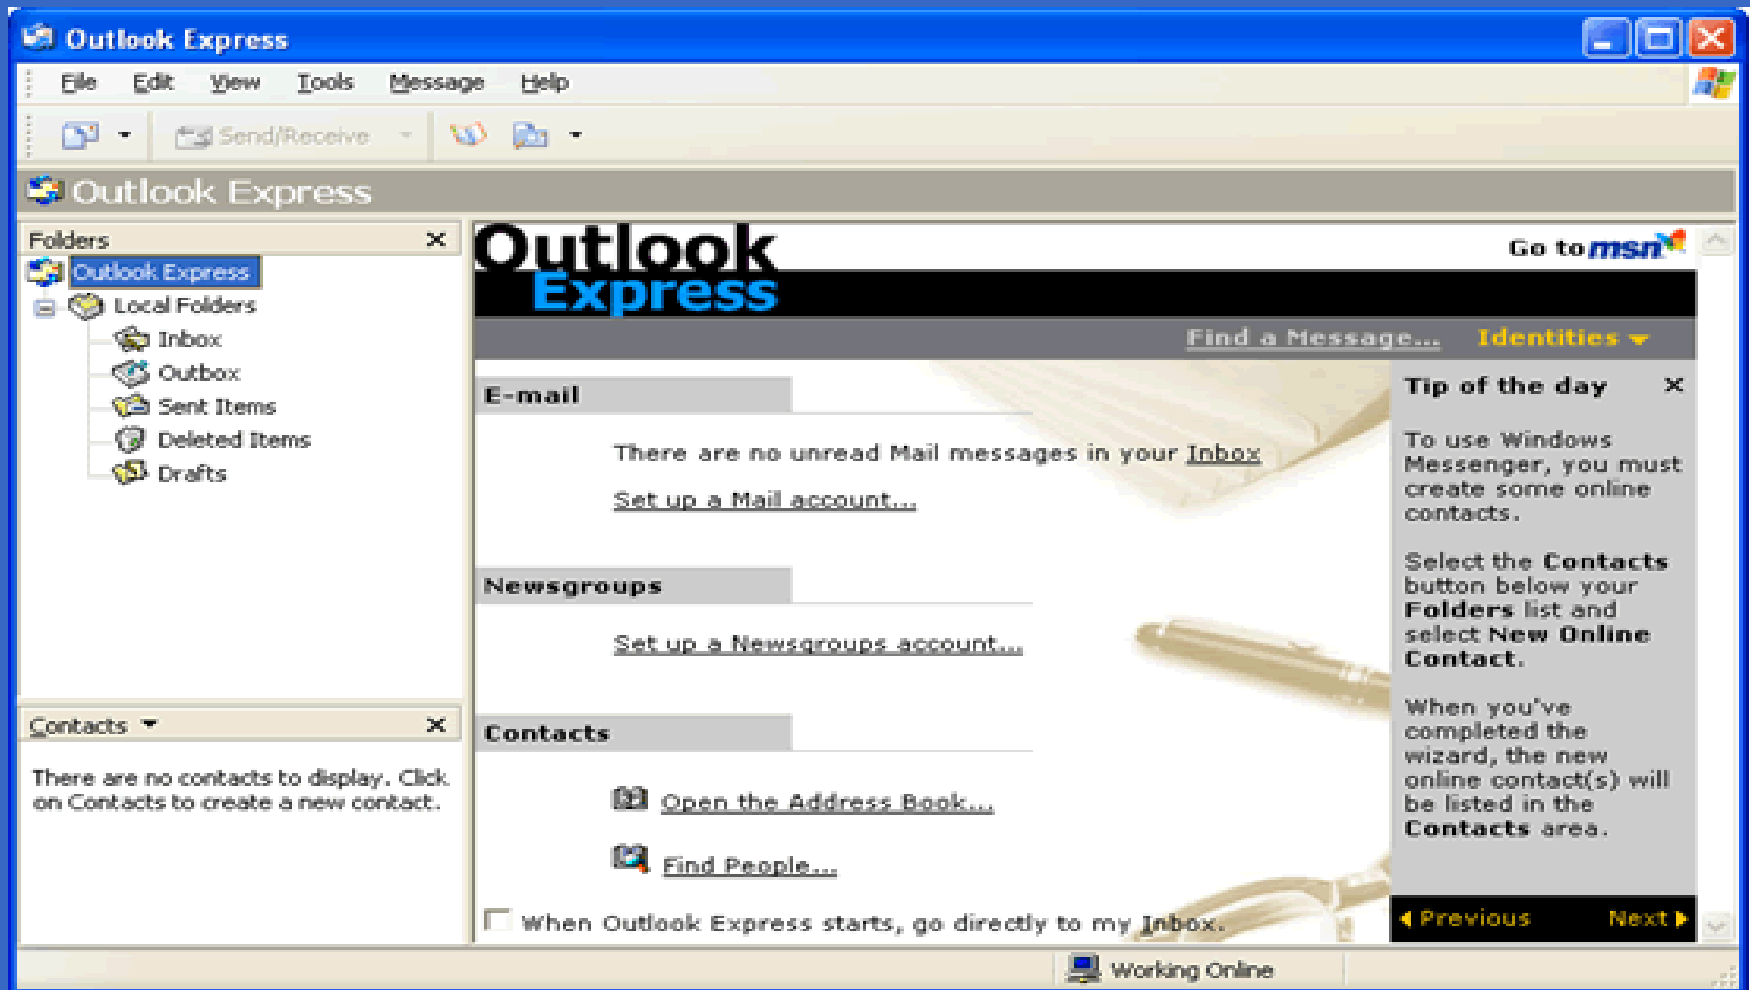 Outlook Express
File Edit View Tools Message Help
Send/Receive
Outlook Express
Folders
Outlook Express
Local Folders
Inbox
Outbox
Sent Items
Deleted Items
Drafts
Contacts
There are no contacts to display. Click
on Contacts to create a new contact.
Outlook
Express
Go to msn
Find a Message... Identities
E-mail
There are no unread Mail messages in your Inbox
Set up a Mail account...
Newsgroups
Set up a Newsgroups account...
Contacts
Open the Address Book...
Find People...
When Outlook Express starts, go directly to my Inbox.
Tip of the day
To use Windows
Messenger, you must
create some online
contacts.
Select the Contacts
button below your
Folders list and
select New Online
Contact.
When you've
completed the
wizard, the new
online contact(s) will
be listed in the
Contacts area.
Previous Next
Working Online